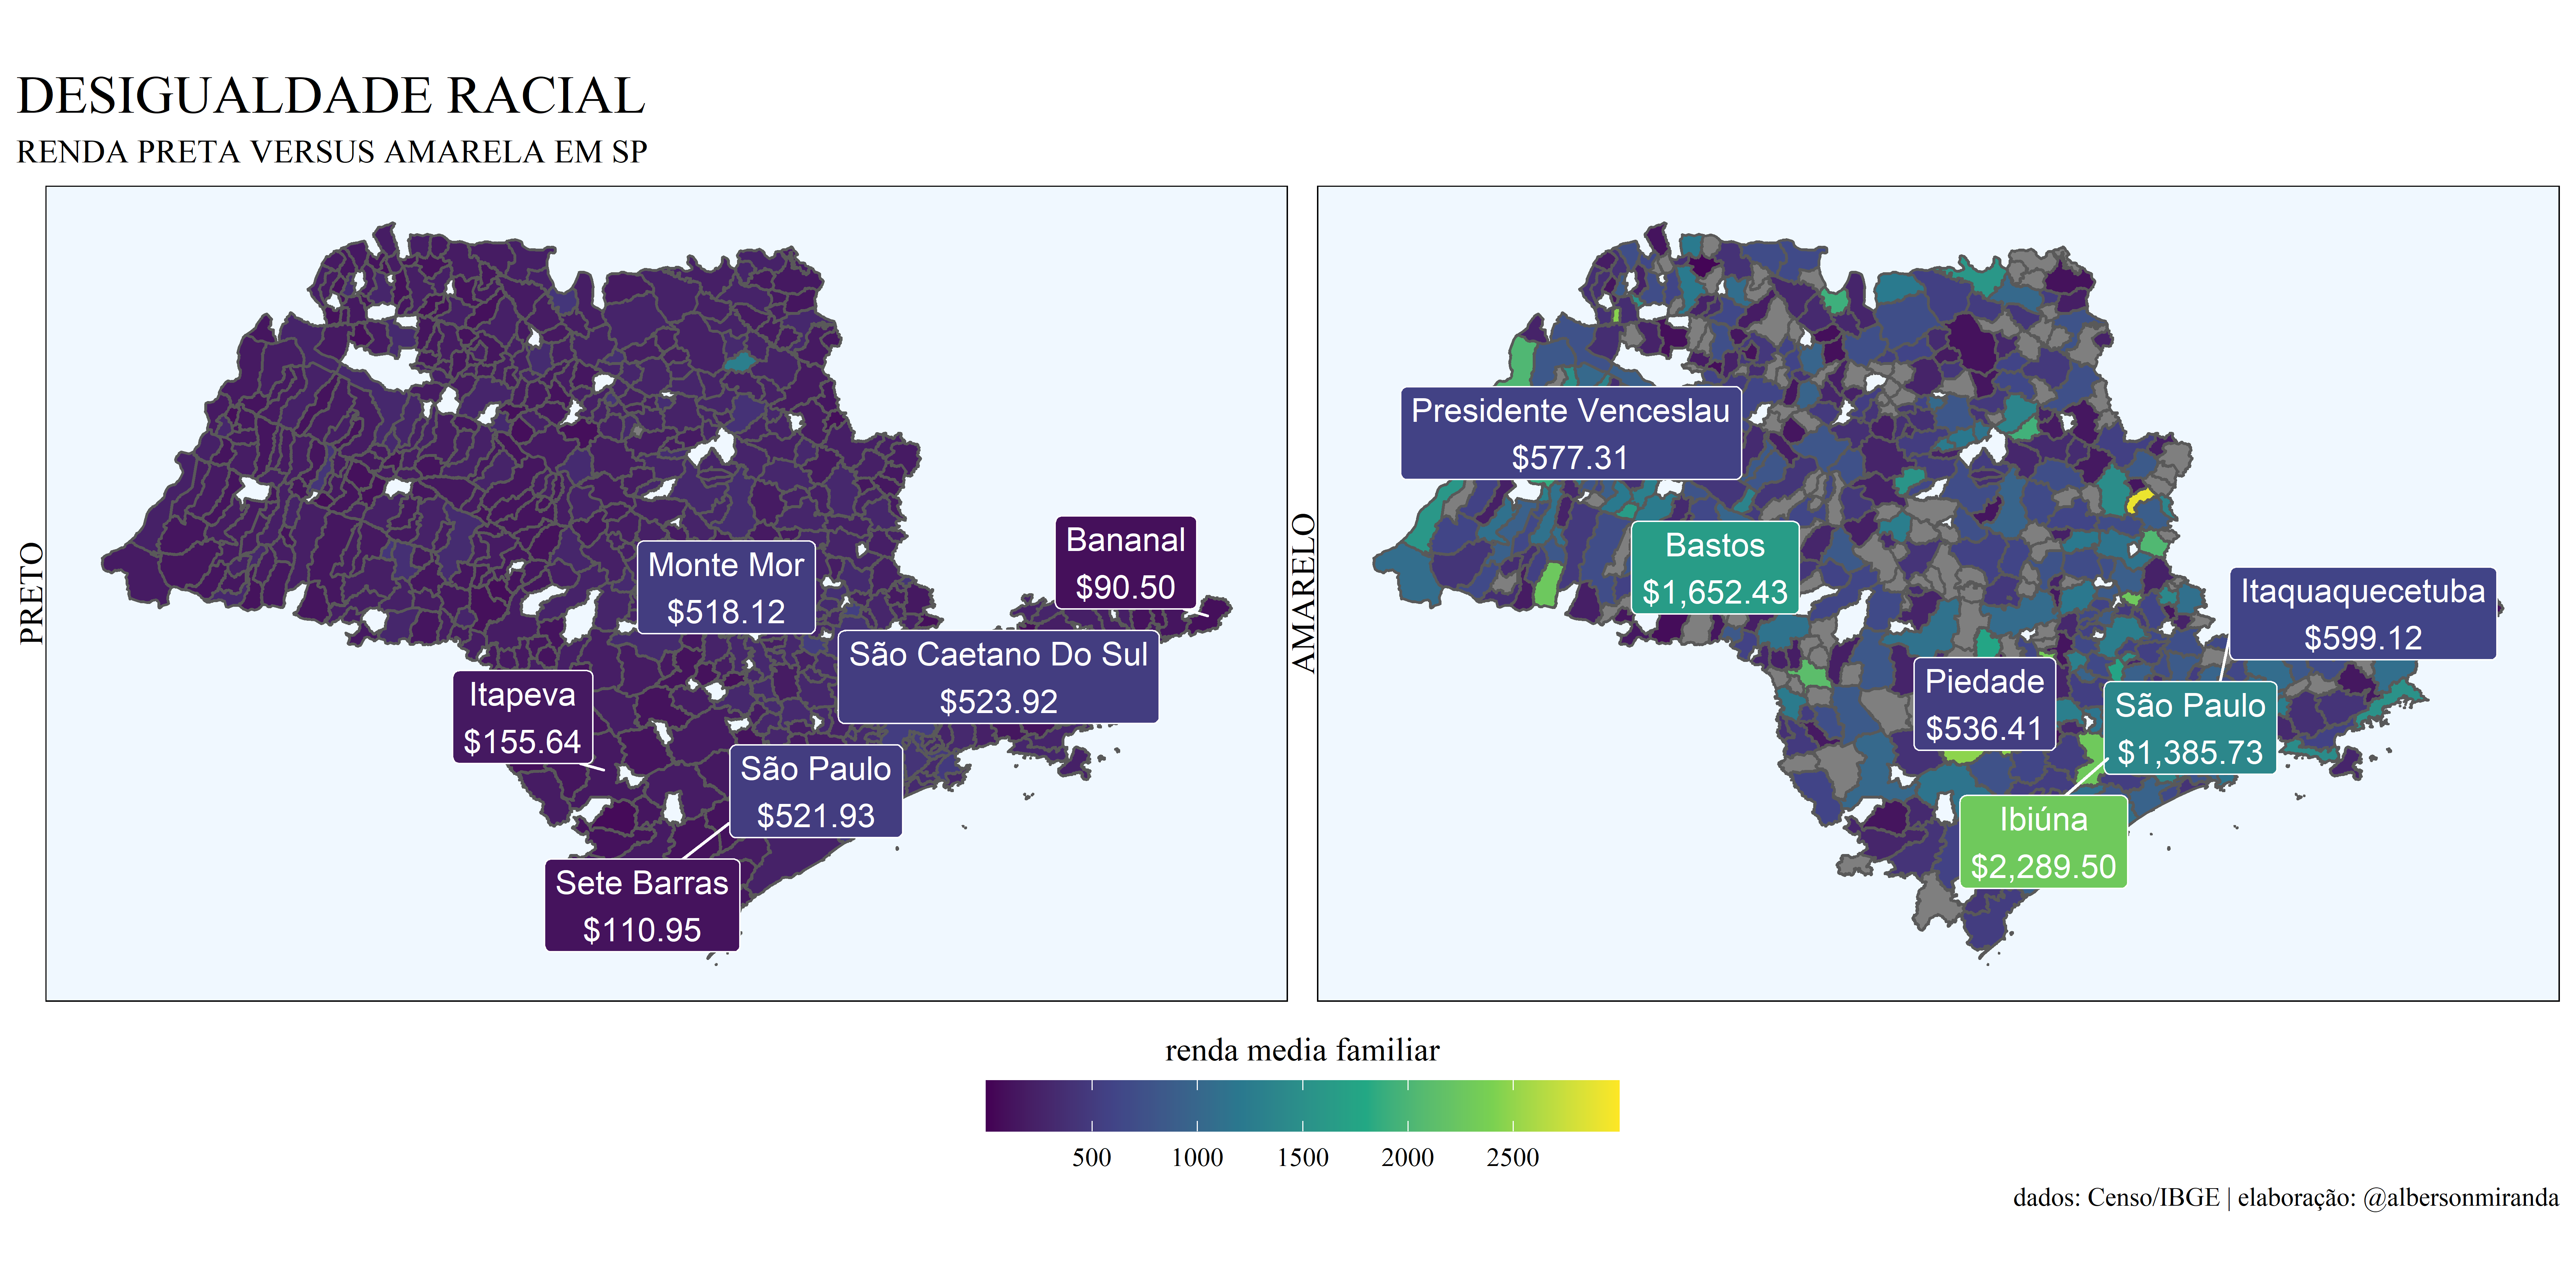 DESIGUALDADE RACIAL
RENDA PRETA VERSUS AMARELA EM SP
PRETO
Monte Mor
$518.12
Bananal
$90.50
São Caetano Do Sul
$523.92
Itapeva
$155.64
São Paulo
$521.93
Sete Barras
$110.95
AMARELO
Presidente Venceslau
$577.31
Bastos
$1,652.43
Itaquaquecetuba
$599.12
Piedade
$536.41
São Paulo
$1,385.73
Ibiúna
$2,289.50
renda media familiar
500 1000 1500 2000 2500
dados: Censo/IBGE | elaboração: @albersonmiranda